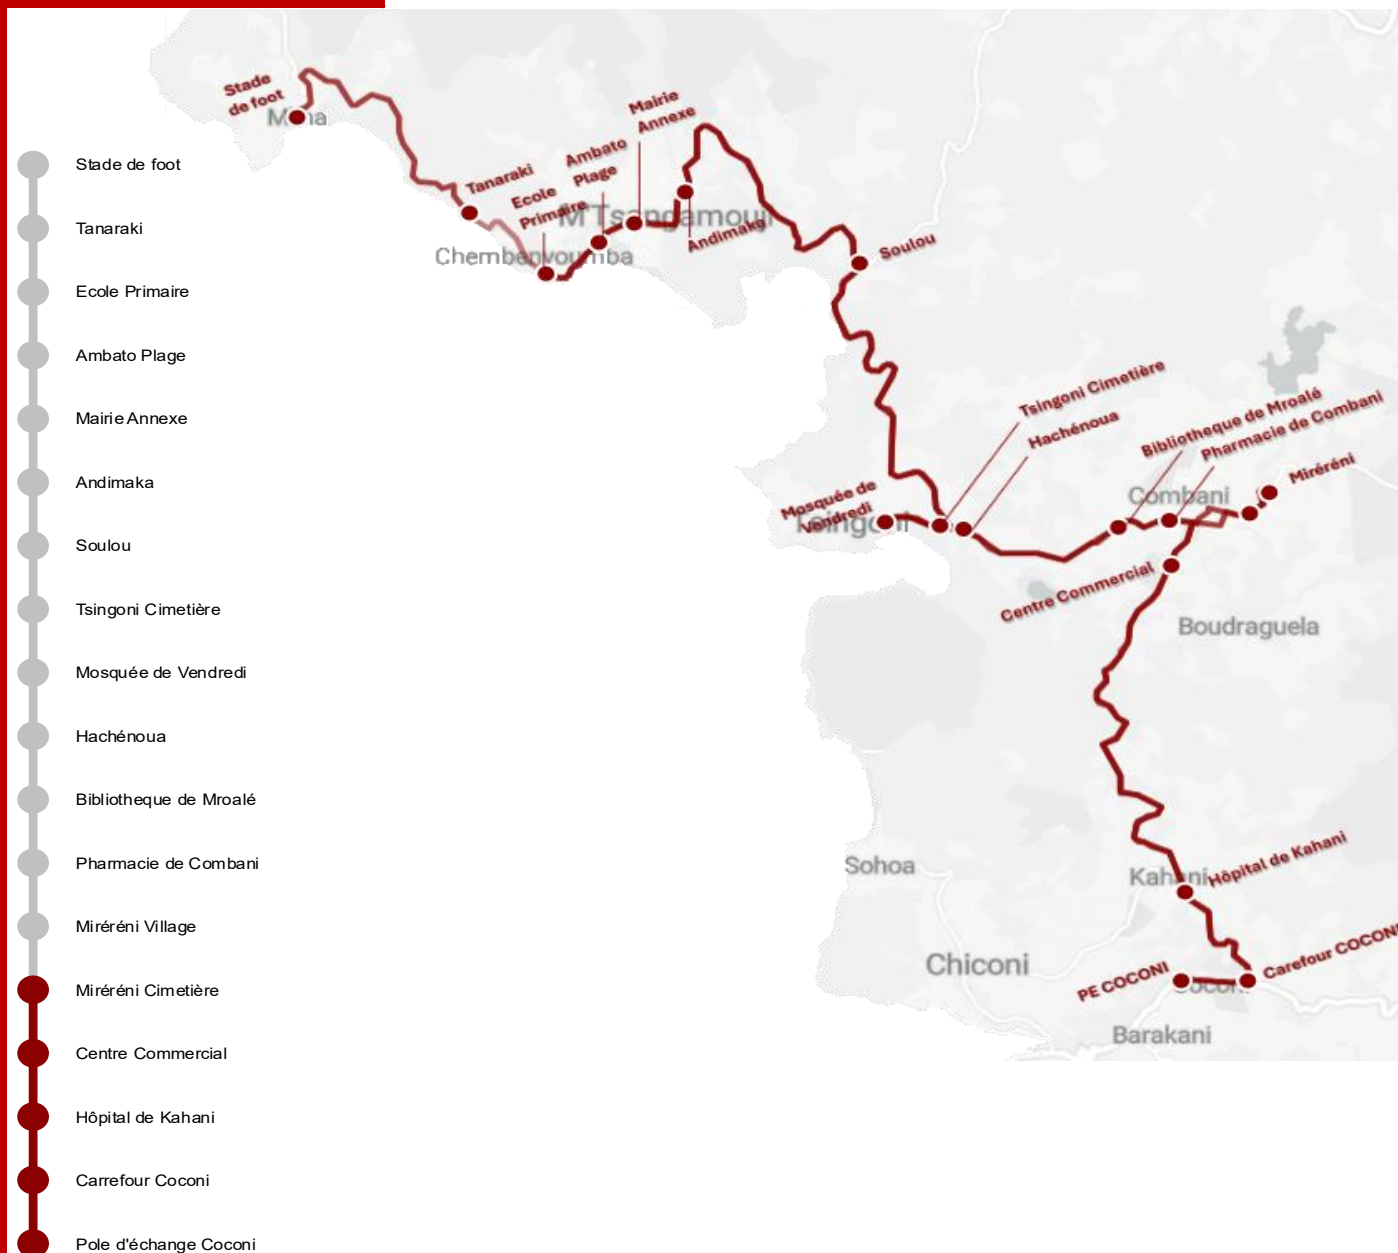 Stade de foot
Tanaraki
Ecole Primaire
Ambato Plage
Mairie Annexe
Andimaka
Soulou
Tsingoni Cimetière
Mosquée de Vendredi
Hachénoua
Bibliotheque de Mroalé
Pharmacie de Combani
Miréréni Village
Miréréni Cimetière
Centre Commercial
Hôpital de Kahani
Carrefour Coconi
Pole d'échange Coconi
Stade
de foot
Tanaraki
Ecole
Primaire
Ambato
Plage
Mairie
Annexe
M'Tsangamouji
Andimaka
Chembenyoumba
Soulou
Tsingoni Cimetière
Hachénoua
Bibliotheque de Mroalé
Pharmacie de Combani
Miréréni
Combani
Mosquée de
Vendredi
Tsingoni
Centre Commercial
Boudraguela
Sohoa
Kahani
Hôpital de Kahani
Chiconi
PE COCONI
Coconi
Carefour COCONI
Barakani